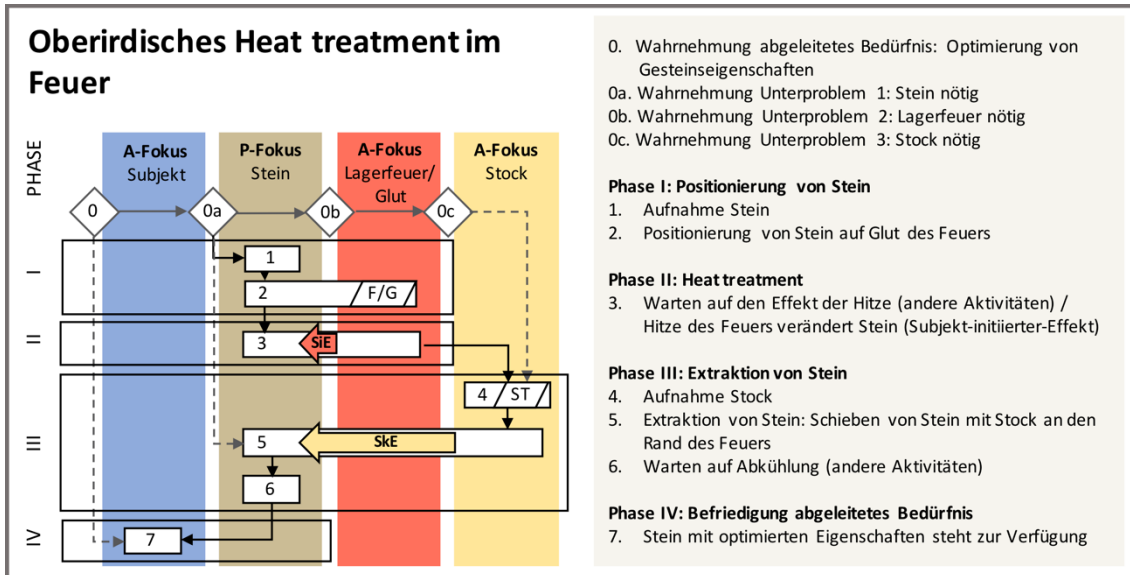 Oberirdisches Heat treatment im
Feuer
PHASE
A-Fokus
Subjekt
P-Fokus
Stein
A-Fokus
Lagerfeuer/
Glut
A-Fokus
Stock
0
0a
0b
0c
I
1
2
F/G
II
3
SiE
III
4
ST
5
SkE
6
IV
7
0. Wahrnehmung abgeleitetes Bedürfnis: Optimierung von
Gesteinseigenschaften
0a. Wahrnehmung Unterproblem 1: Stein nötig
0b. Wahrnehmung Unterproblem 2: Lagerfeuer nötig
0c. Wahrnehmung Unterproblem 3: Stock nötig
Phase I: Positionierung von Stein
1. Aufnahme Stein
2. Positionierung von Stein auf Glut des Feuers
Phase II: Heat treatment
3. Warten auf den Effekt der Hitze (andere Aktivitäten) /
Hitze des Feuers verändert Stein (Subjekt-initiierter-Effekt)
Phase III: Extraktion von Stein
4. Aufnahme Stock
5. Extraktion von Stein: Schieben von Stein mit Stock an den
Rand des Feuers
6. Warten auf Abkühlung (andere Aktivitäten)
Phase IV: Befriedigung abgeleitetes Bedürfnis
7. Stein mit optimierten Eigenschaften steht zur Verfügung